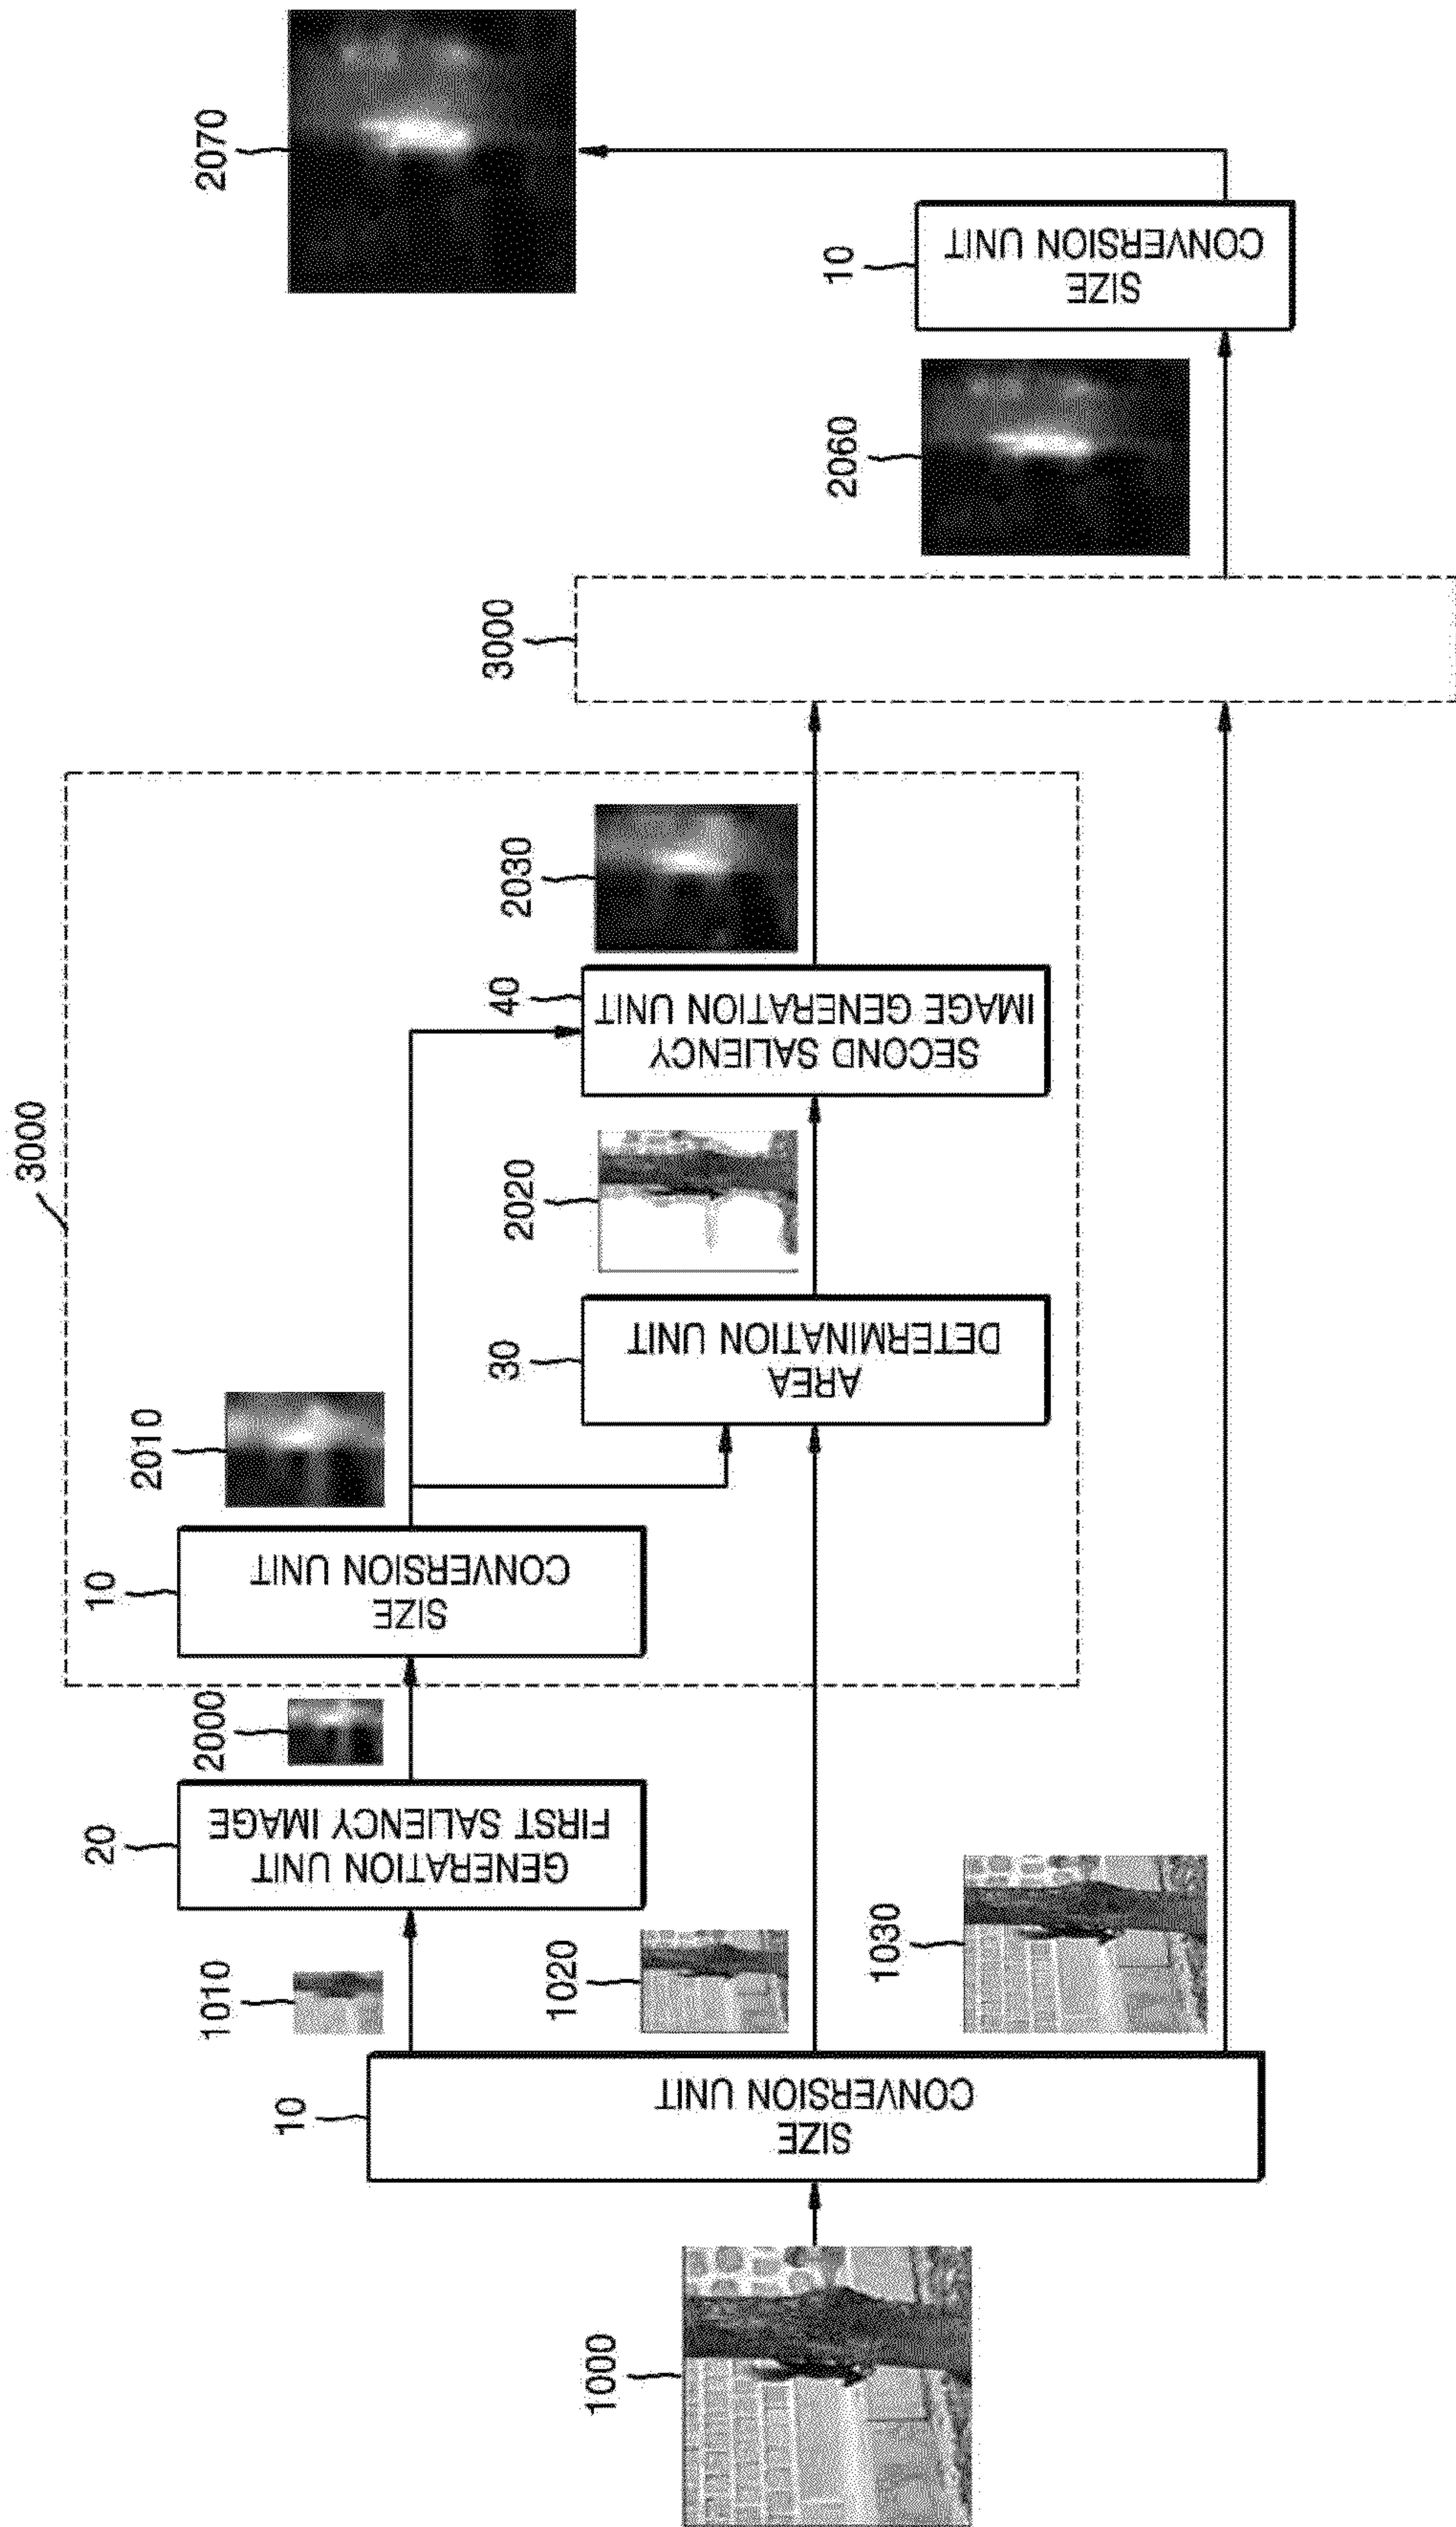 1000
10
SIZE
CONVERSION UNIT
1010
1020
1030
20
FIRST SALIENCY IMAGE
GENERATION UNIT
2000
3000
10
SIZE
CONVERSION UNIT
2010
30
AREA
DETERMINATION UNIT
2020
40
SECOND SALIENCY
IMAGE GENERATION UNIT
2030
3000
2060
10
SIZE
CONVERSION UNIT
2070